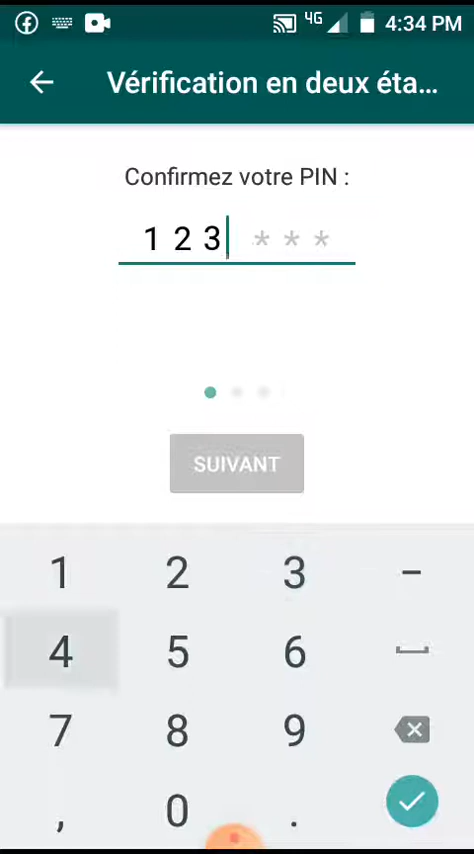 4G 4:34 PM
Vérification en deux éta...
Confirmez votre PIN :
1 2 3 * * *
SUIVANT
1 2 3 -
4 5 6
7 8 9
, 0 .